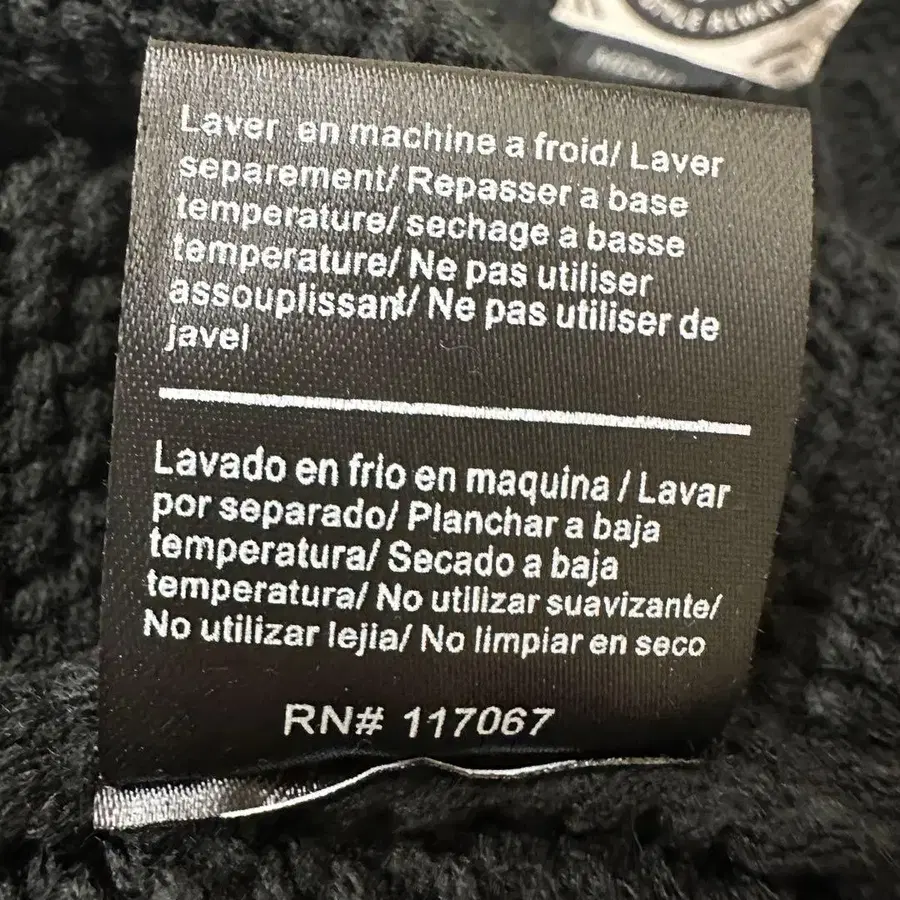 TLE ALWAYS
Laver en machine a froid/ Laver
separement/ Repasser a base
temperature/ sechage a basse
temperature/ Ne pas utiliser
assouplissant/ Ne pas utiliser de
javel
Lavado en frio en maquina / Lavar
por separado/ Planchar a baja
temperatura/ Secado a baja
temperatura/ No utilizar suavizante/
No utilizar lejia/ No limpiar en seco
RN# 117067